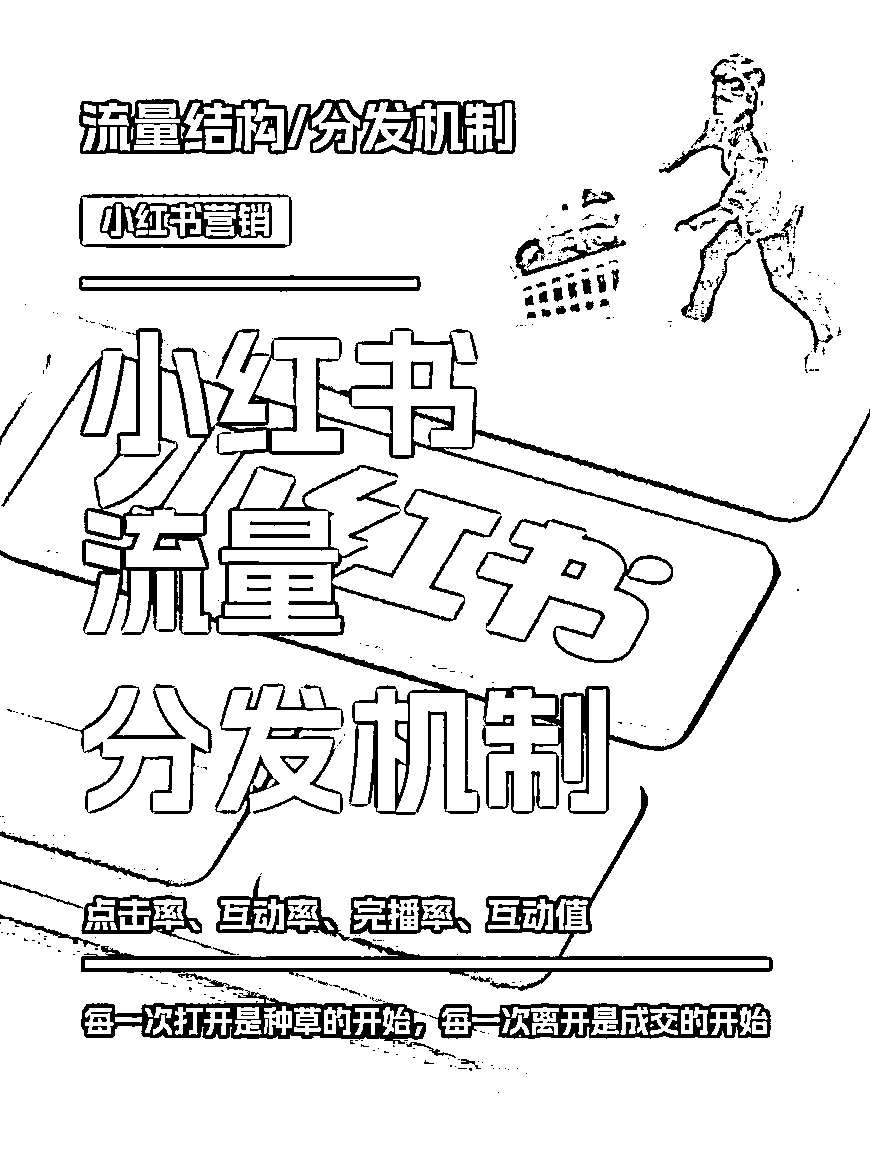 流量结构/分发机制
小红书营销
小红书
小红书
流量
分发机制
点击率、互动率、完播率、互动值
每一次打开是种草的开始，每一次离开是成交的开始